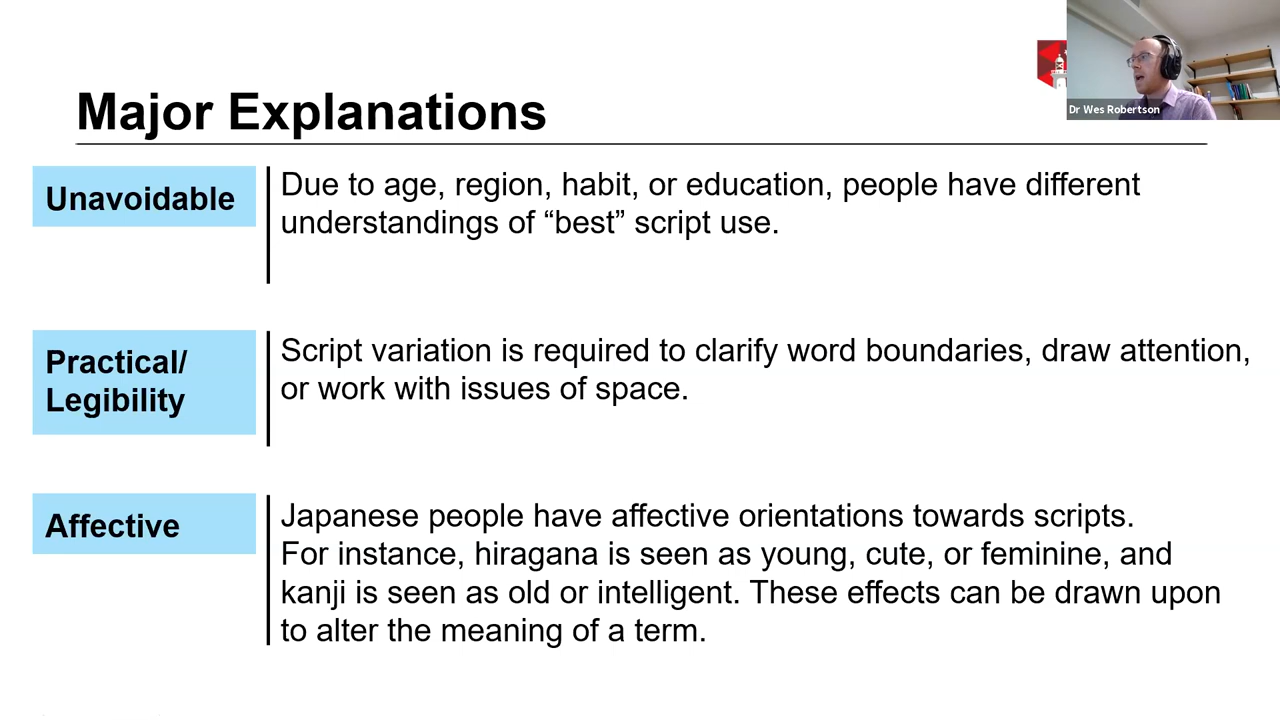 Dr Wes Robertson
Major Explanations
Unavoidable
Due to age, region, habit, or education, people have different
understandings of “best” script use.
Practical/
Legibility
Script variation is required to clarify word boundaries, draw attention,
or work with issues of space.
Affective
Japanese people have affective orientations towards scripts.
For instance, hiragana is seen as young, cute, or feminine, and
kanji is seen as old or intelligent. These effects can be drawn upon
to alter the meaning of a term.